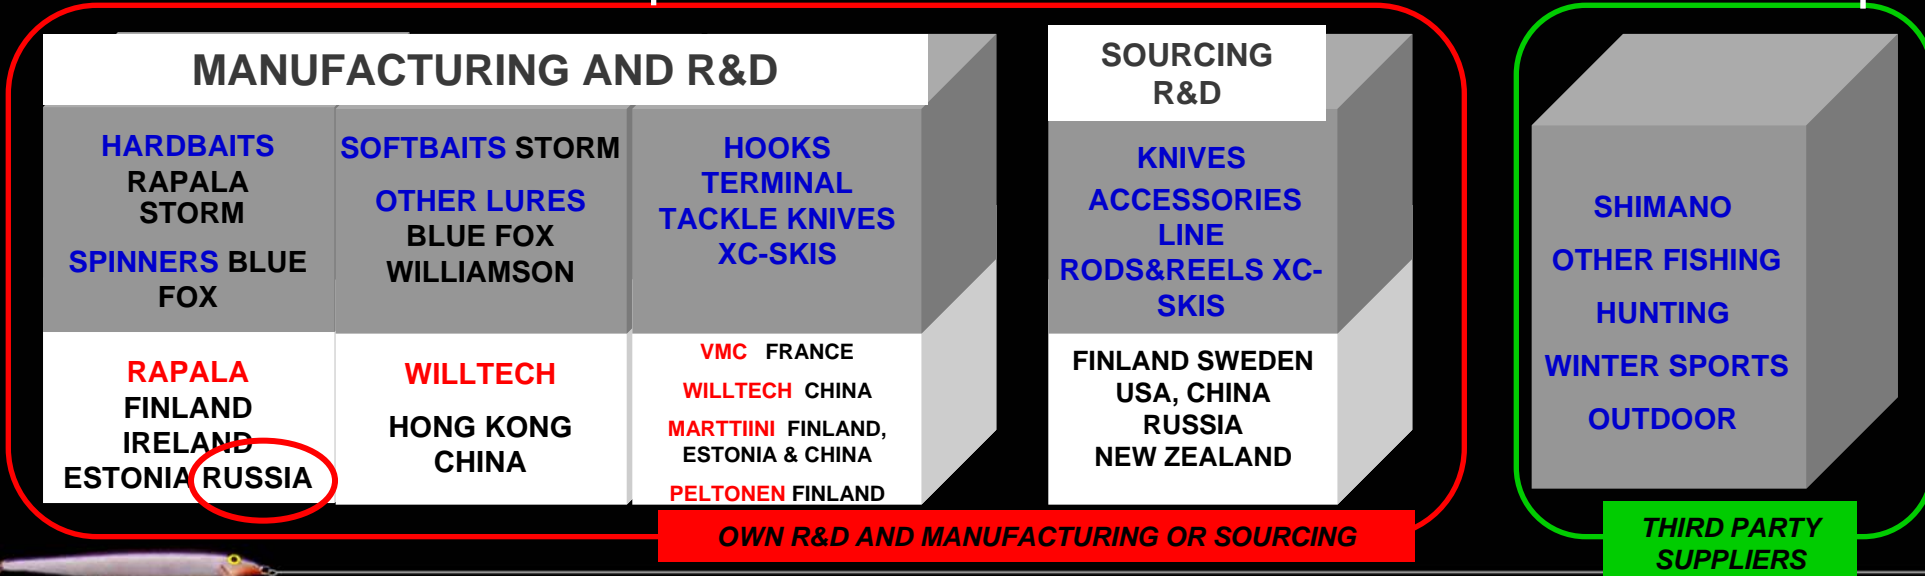 MANUFACTURING AND R&D
HARDBAITS
RAPALA
STORM
SPINNERS BLUE
FOX
SOFTBAITS STORM
OTHER LURES
BLUE FOX
WILLIAMSON
HOOKS
TERMINAL
TACKLE KNIVES
XC-SKIS
RAPALA
FINLAND
IRELAND
ESTONIA RUSSIA
WILLTECH
HONG KONG
CHINA
VMC FRANCE
WILLTECH CHINA
MARTTIINI FINLAND,
ESTONIA & CHINA
PELTONEN FINLAND
SOURCING
R&D
KNIVES
ACCESSORIES
LINE
RODS&REELS XC-
SKIS
FINLAND SWEDEN
USA, CHINA
RUSSIA
NEW ZEALAND
OWN R&D AND MANUFACTURING OR SOURCING
SHIMANO
OTHER FISHING
HUNTING
WINTER SPORTS
OUTDOOR
THIRD PARTY
SUPPLIERS